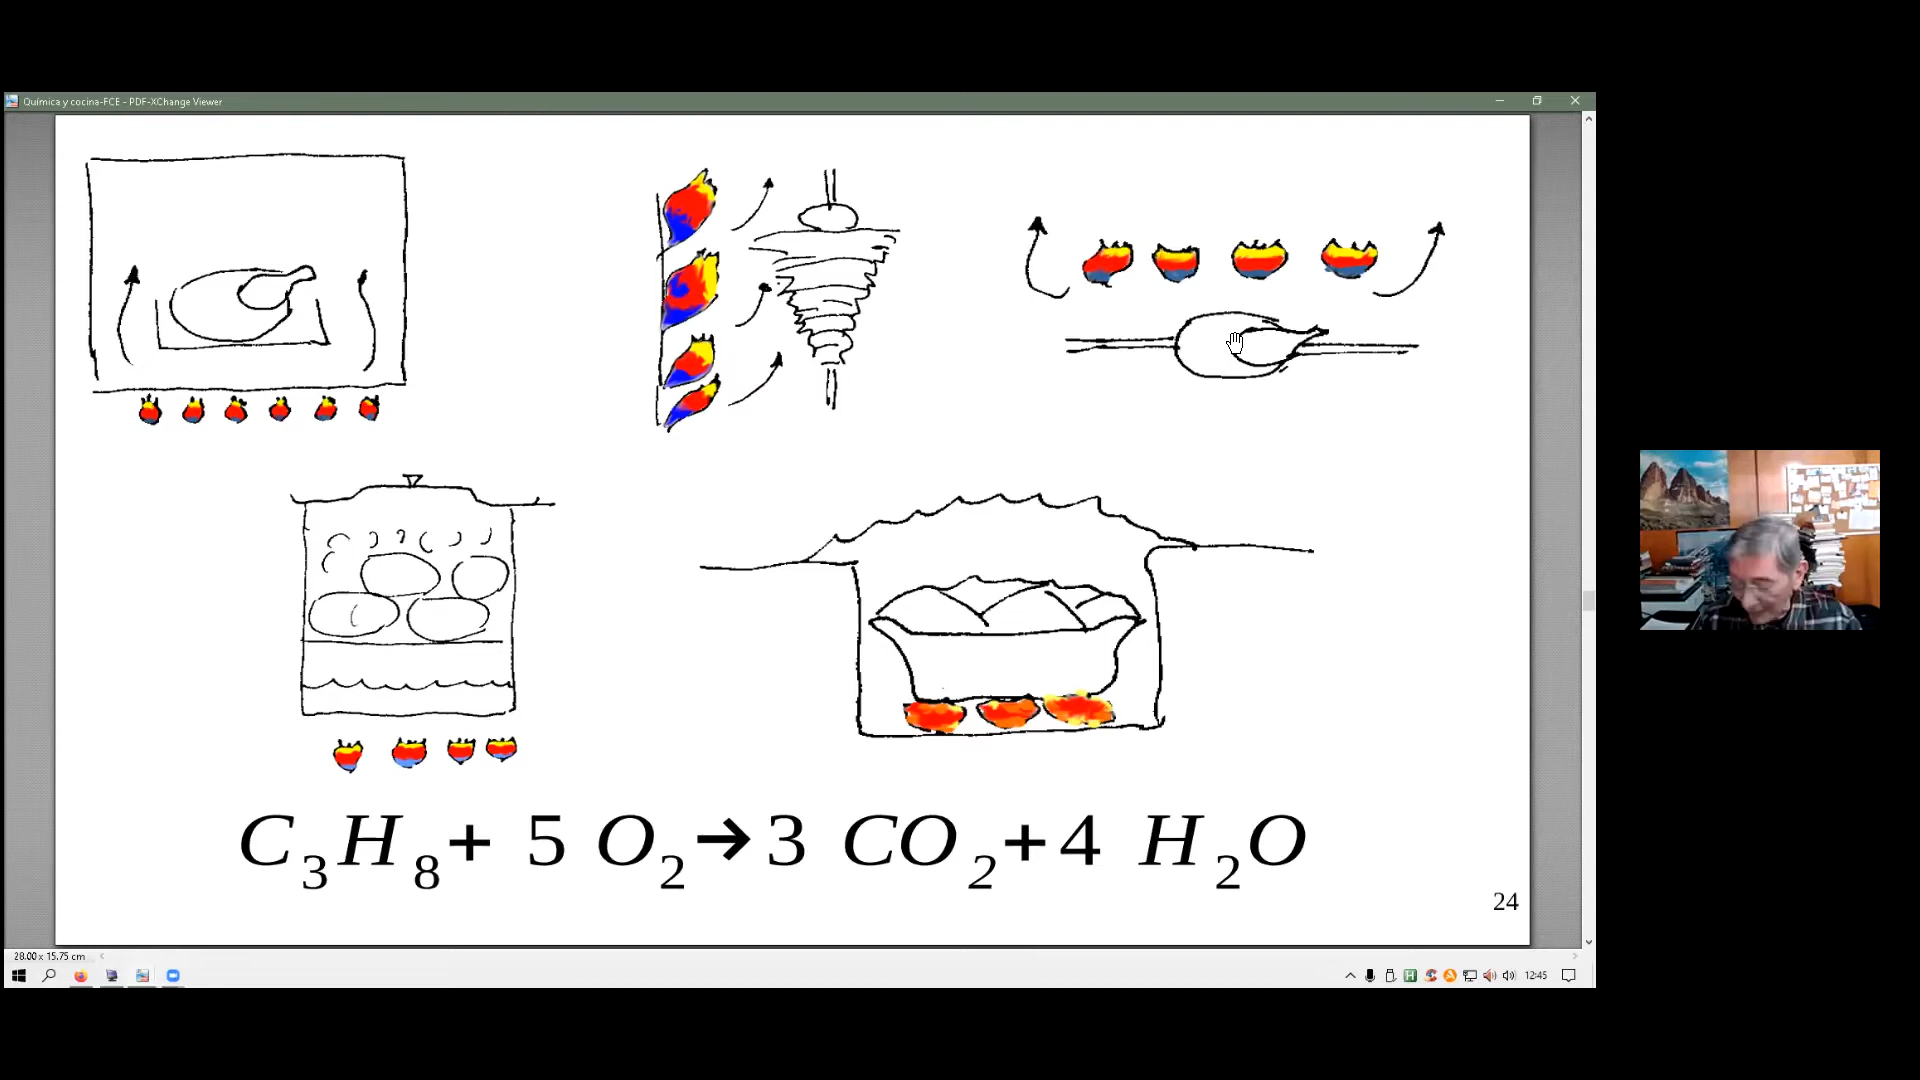 Química y cocina-FCE - PDF-XChange Viewer
C3H8+ 5 O2→3 CO2+4 H2O
24
28.00 x 15.75 cm
12:45